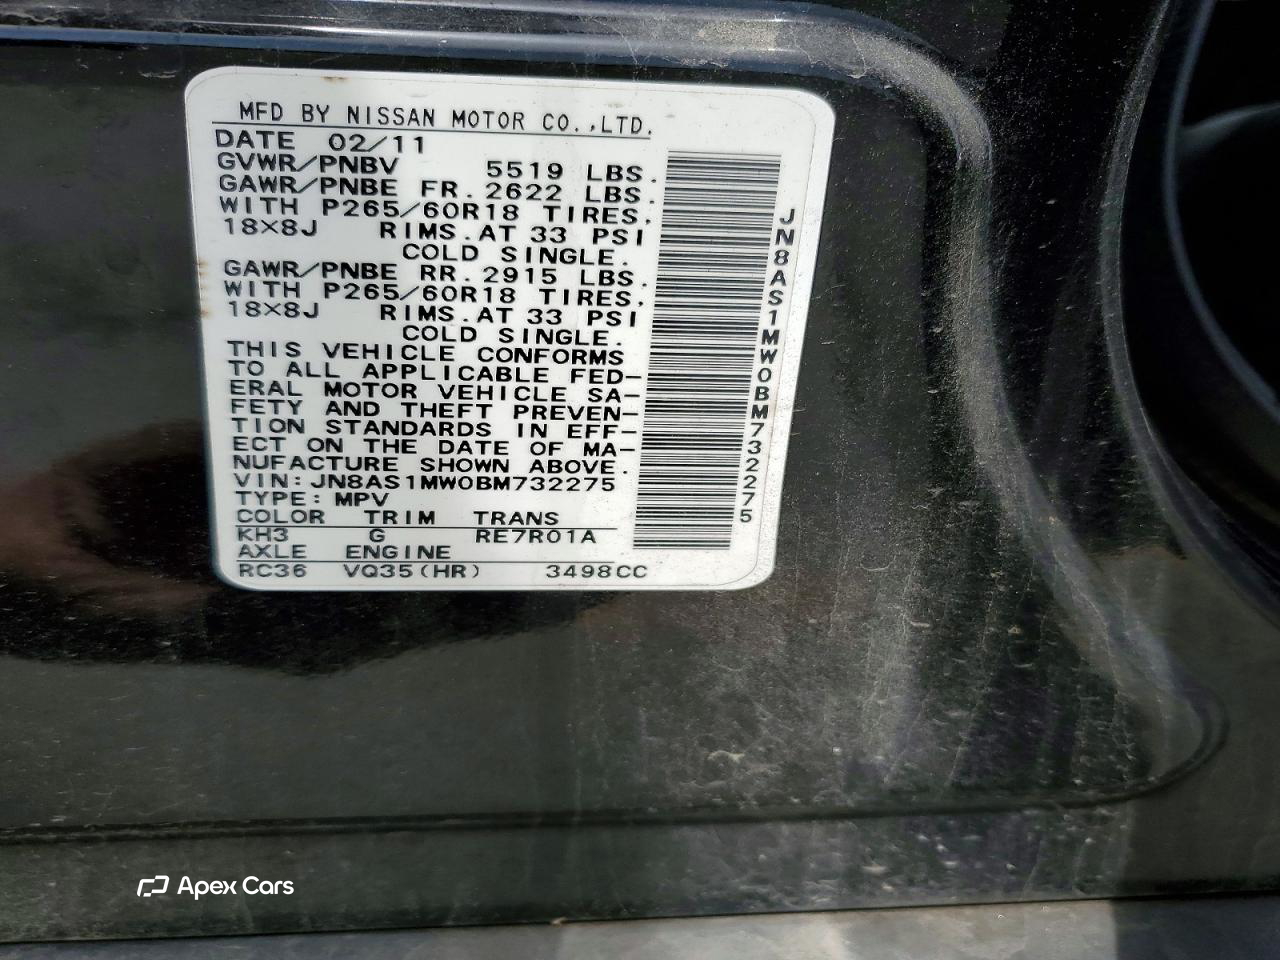 MFD BY NISSAN MOTOR CO.,LTD.
DATE 02/11
GVWR/PNBV 5519 LBS.
GAWR/PNBE FR.2622 LBS.
WITH P265/60R18 TIRES.
18×8J RIMS.AT 33 PSI
COLD SINGLE.
GAWR/PNBE RR.2915 LBS.
WITH P265/60R18 TIRES.
18×8J RIMS.AT 33 PSI
COLD SINGLE.
THIS VEHICLE CONFORMS
TO ALL APPLICABLE FED-
ERAL MOTOR VEHICLE SA-
FETY AND THEFT PREVEN-
TION STANDARDS IN EFF-
ECT ON THE DATE OF MA-
NUFACTURE SHOWN ABOVE.
VIN:JN8AS1MW0BM732275
TYPE:MPV
COLOR TRIM TRANS
KH3 G RE7R01A
AXLE ENGINE
RC36 VQ35(HR) 3498CC
JN8AS1MW0BM732275
Apex Cars